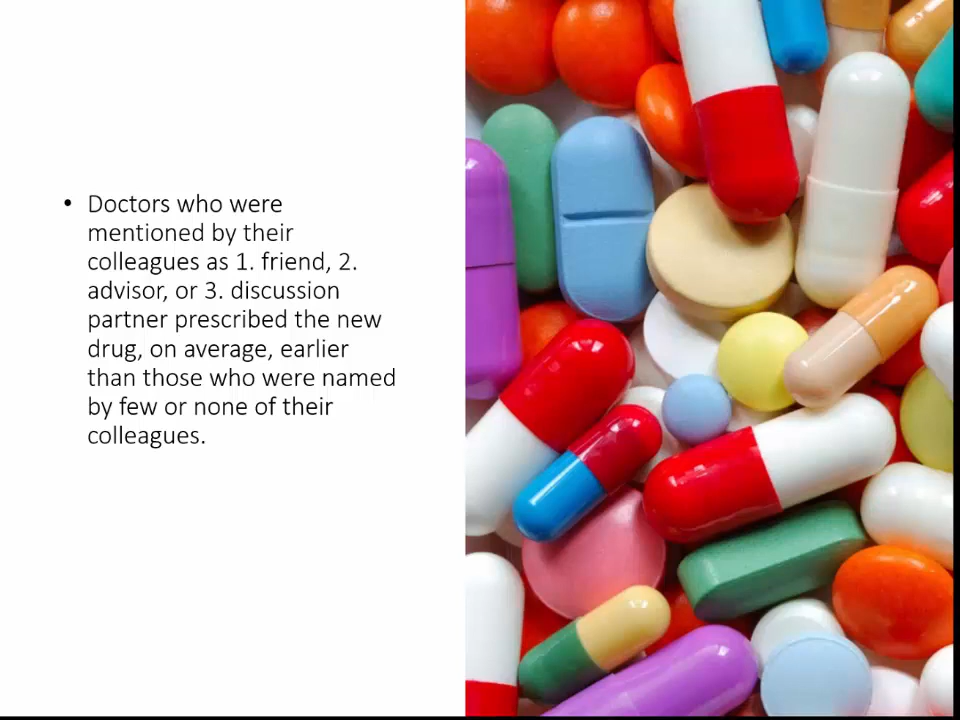 • Doctors who were
mentioned by their
colleagues as 1. friend, 2.
advisor, or 3. discussion
partner prescribed the new
drug, on average, earlier
than those who were named
by few or none of their
colleagues.